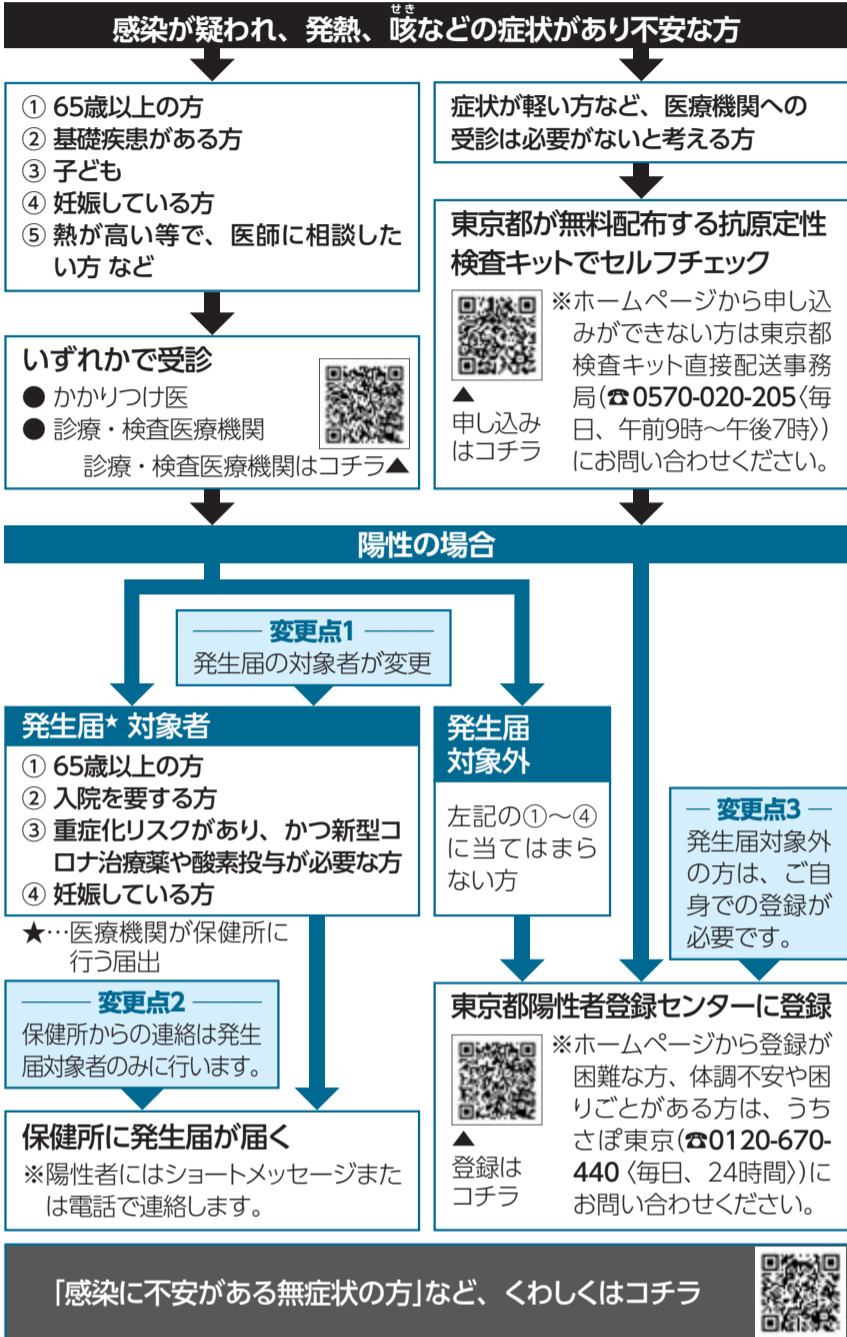 せき
感染が疑われ、発熱、咳などの症状があり不安な方
① 65歳以上の方
② 基礎疾患がある方
③ 子ども
④ 妊娠している方
⑤ 熱が高い等で、医師に相談した
い方 など
いずれかで受診
● かかりつけ医
● 診療・検査医療機関
診療・検査医療機関はコチラ▲
症状が軽い方など、医療機関への
受診は必要がないと考える方
東京都が無料配布する抗原定性
検査キットでセルフチェック
▲
申し込み
はコチラ
※ホームページから申し込
みができない方は東京都
検査キット直接配送事務
局(☎0570-020-205〈毎
日、午前9時～午後7時〉)
にお問い合わせください。
陽性の場合
変更点1
発生届の対象者が変更
発生届★ 対象者
① 65歳以上の方
② 入院を要する方
③ 重症化リスクがあり、かつ新型コ
ロナ治療薬や酸素投与が必要な方
④ 妊娠している方
★…医療機関が保健所に
行う届出
発生届
対象外
左記の①～④
に当てはまら
ない方
変更点3
発生届対象外
の方は、ご自
身での登録が
必要です。
変更点2
保健所からの連絡は発生
届対象者のみに行います。
保健所に発生届が届く
※陽性者にはショートメッセージまた
は電話で連絡します。
東京都陽性者登録センターに登録
▲
登録は
コチラ
※ホームページから登録が
困難な方、体調不安や困
りごとがある方は、うち
さぽ東京(☎0120-670-
440〈毎日、24時間〉)に
お問い合わせください。
「感染に不安がある無症状の方」など、くわしくはコチラ